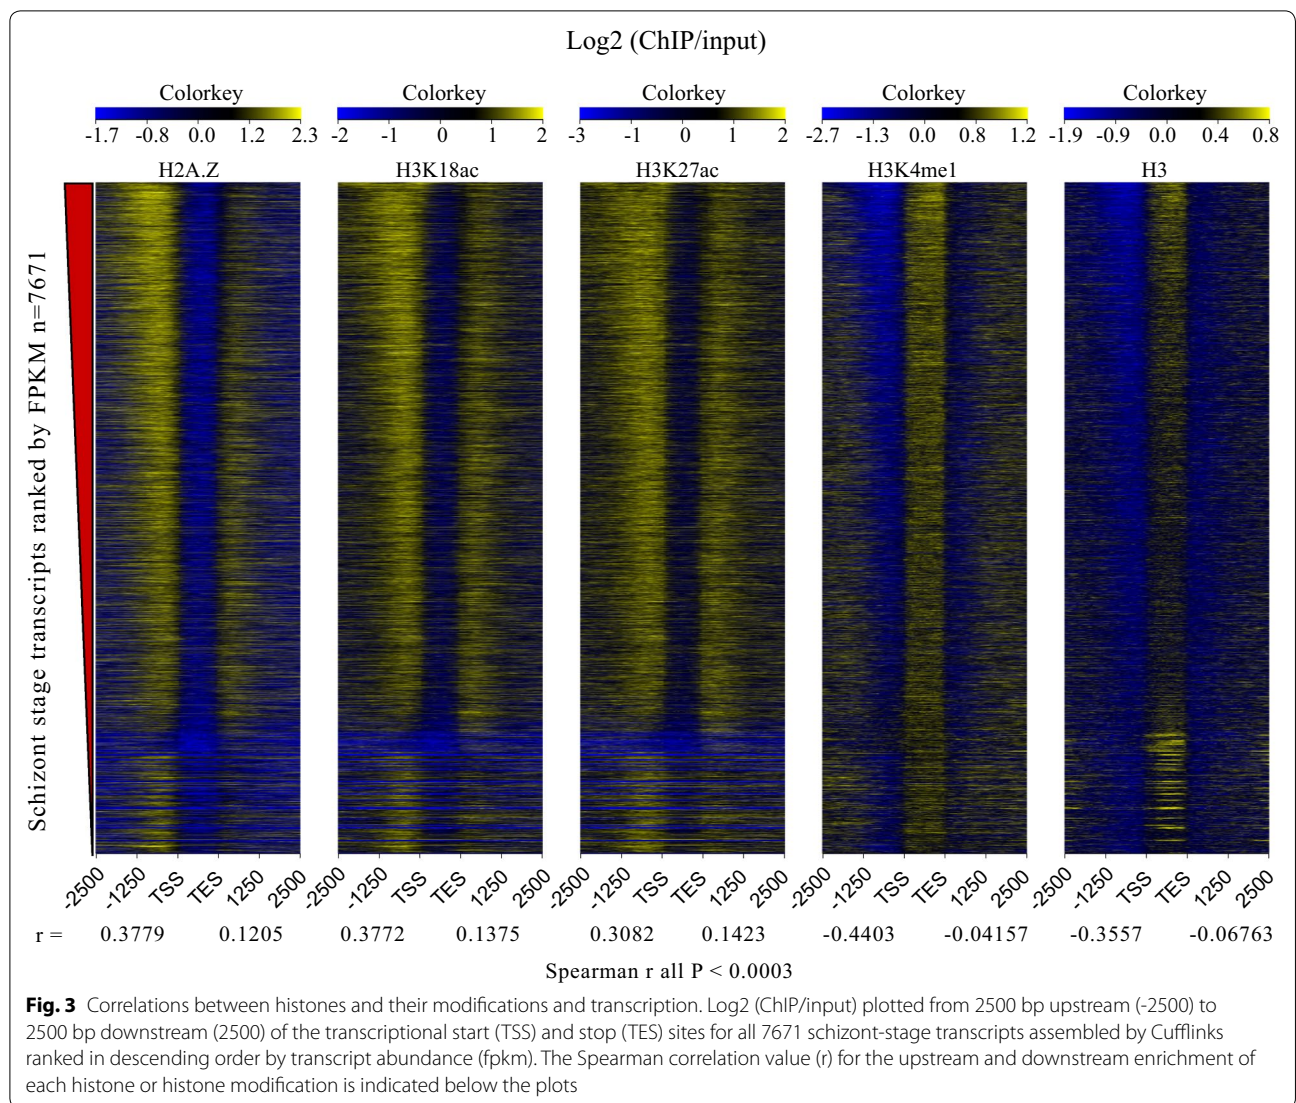 Log2 (ChIP/input)
Colorkey Colorkey Colorkey Colorkey Colorkey
-1.7 -0.8 0.0 1.2 2.3 -2 -1 0 1 2 -3 -1 0 1 2 -2.7 -1.3 0.0 0.8 1.2 -1.9 -0.9 0.0 0.4 0.8
H2A.Z H3K18ac H3K27ac H3K4me1 H3
Schizont stage transcripts ranked by FPKM n=7671
-2500 -1250 TSS TES 1250 2500 -2500 -1250 TSS TES 1250 2500 -2500 -1250 TSS TES 1250 2500 -2500 -1250 TSS TES 1250 2500 -2500 -1250 TSS TES 1250 2500
r = 0.3779 0.1205 0.3772 0.1375 0.3082 0.1423 -0.4403 -0.04157 -0.3557 -0.06763
Spearman r all P < 0.0003
Fig. 3 Correlations between histones and their modifications and transcription. Log2 (ChIP/input) plotted from 2500 bp upstream (-2500) to
2500 bp downstream (2500) of the transcriptional start (TSS) and stop (TES) sites for all 7671 schizont-stage transcripts assembled by Cufflinks
ranked in descending order by transcript abundance (fpkm). The Spearman correlation value (r) for the upstream and downstream enrichment of
each histone or histone modification is indicated below the plots